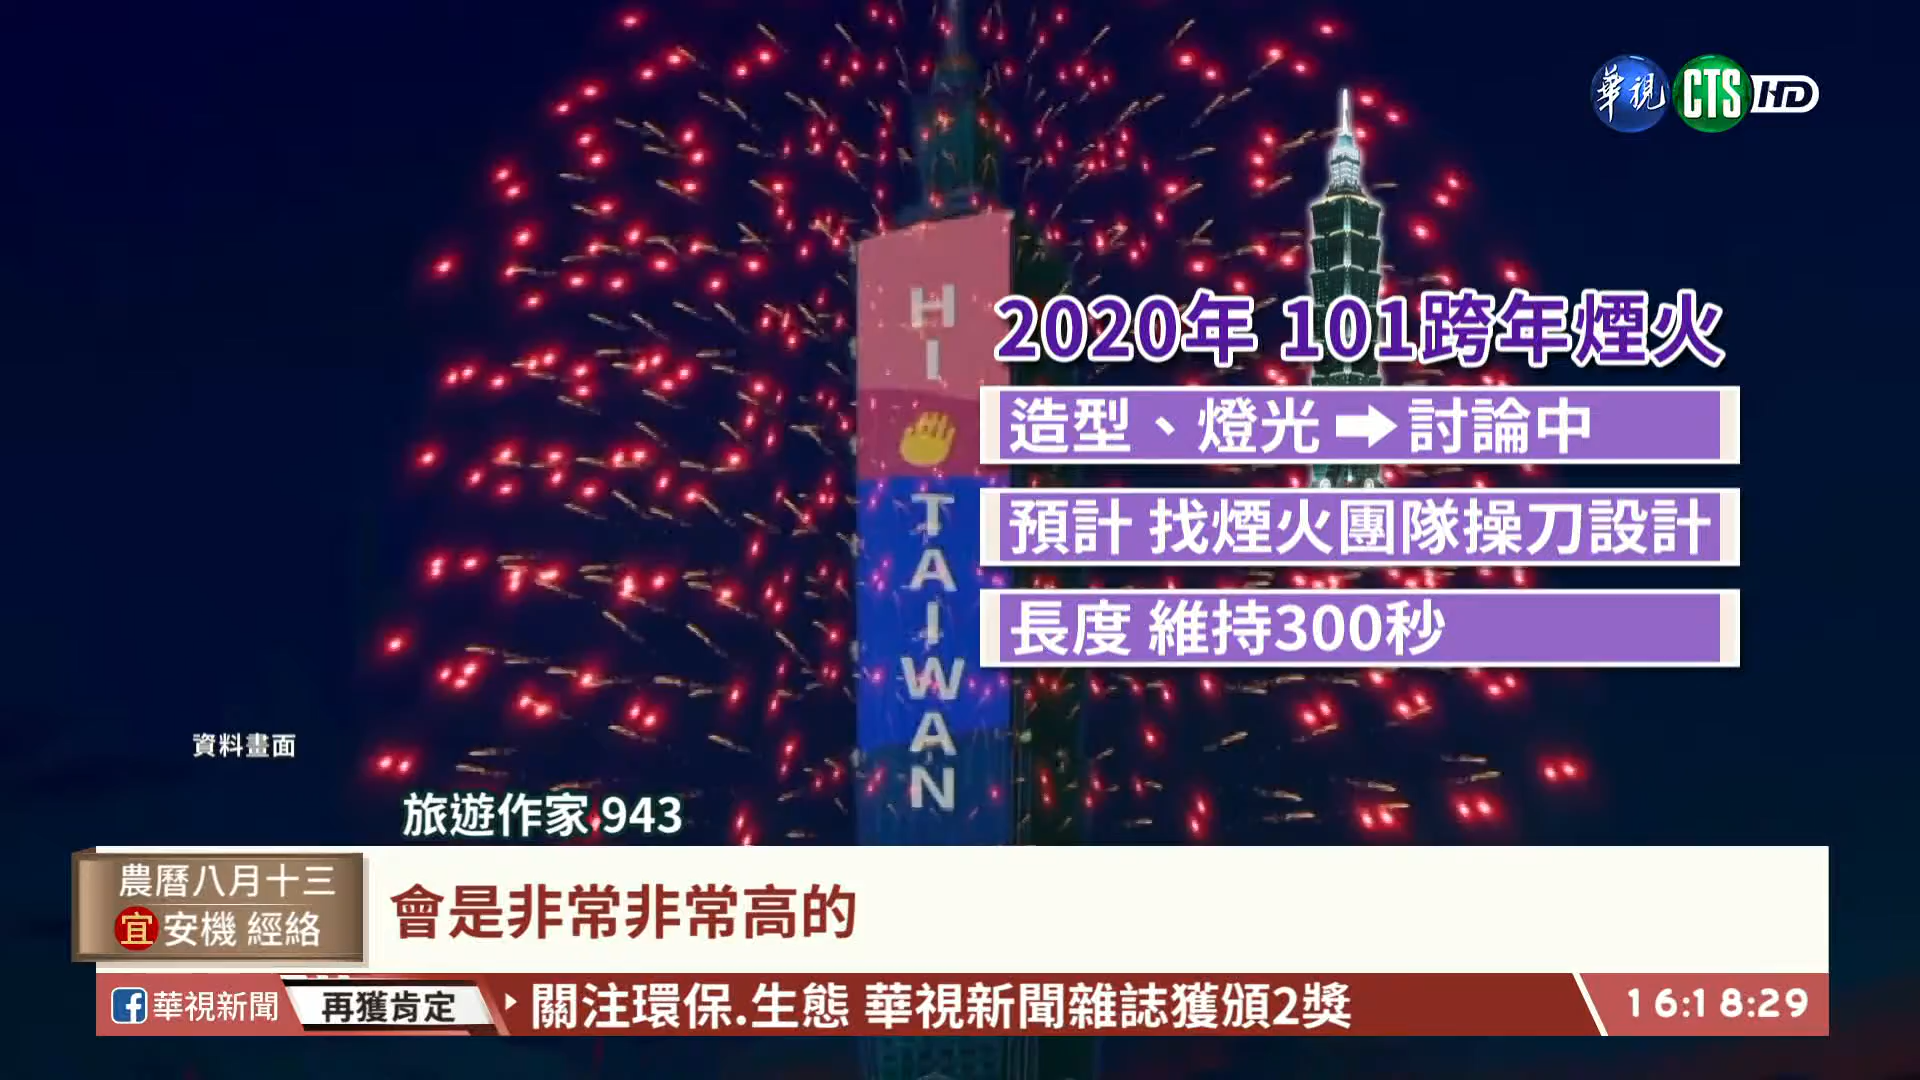 華視 CTS HD
HI
TAIWAN
2020年 101跨年煙火
造型、燈光➡討論中
預計 找煙火團隊操刀設計
長度 維持300秒
資料畫面
旅遊作家 943
農曆八月十三
宜 安機 經絡
會是非常非常高的
f 華視新聞
再獲肯定
關注環保.生態 華視新聞雜誌獲頒2獎
16:18:29